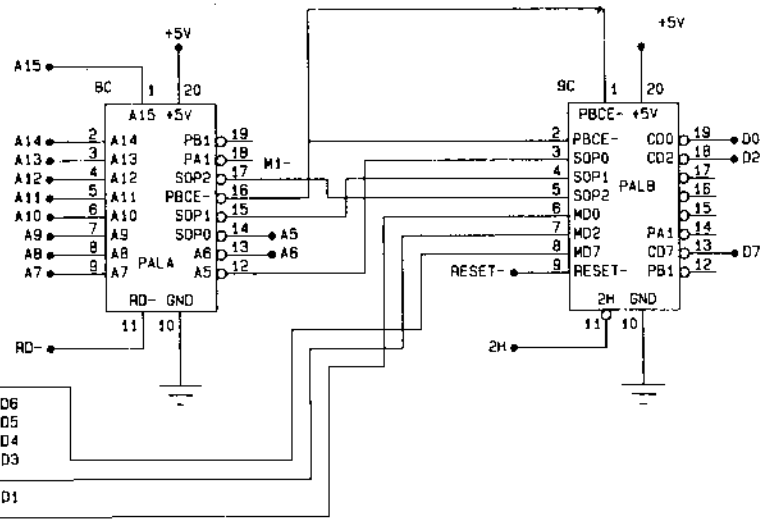 +5V
+5V
A15
8C 1 20
9C 1 20
A15 +5V
PBCE- +5V
A14 2 A14 PB1 19
2 PBCE- CD0 19 D0
A13 3 A13 PA1 18 M1-
3 SOP0 CD2 18 D2
A12 4 A12 SOP2 17
4 SOP1 17
PALB
A11 5 A11 PBCE- 16
5 SOP2 16
A10 6 A10 SOP1 15
6 MD0 15
A9 7 A9 SOP0 14 A5
7 MD2 PA1 14
A8 8 A8 A6 13 A6
8 MD7 CD7 13 D7
A7 9 A7 PALA A5 12
RESET- 9 RESET- PB1 12
RD- GND
2H GND
11 10
11 10
RD-
2H
D6
D5
D4
D3
D1